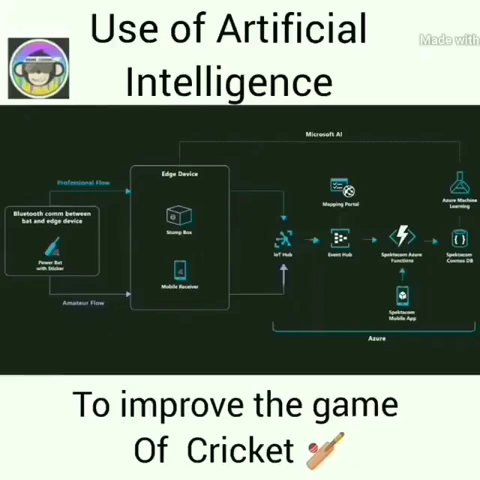 Use of Artificial
Made with
Intelligence
Microsoft AI
Professional Flow
Edge Device
Bluetooth comm between
bat and edge device
Power Bat
with Sticker
Stump Box
Mobile Receiver
Amateur Flow
Mapping Portal
Azure Machine
Learning
IoT Hub
Event Hub
Spektacom Azure
Functions
Spektacom
Cosmos DB
Spektacom
Mobile App
Azure
To improve the game
Of Cricket